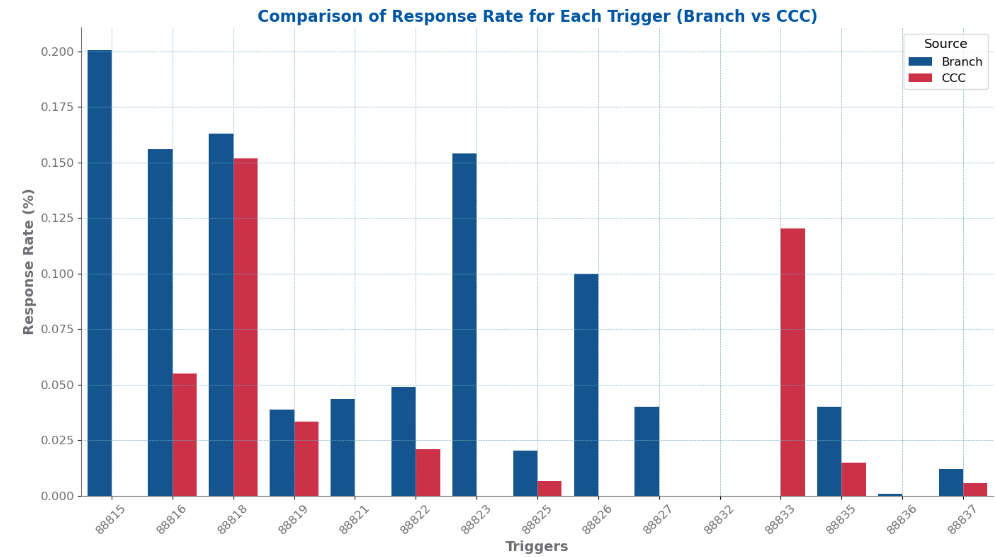 Comparison of Response Rate for Each Trigger (Branch vs CCC)
Source
Branch
CCC
Response Rate (%)
0.200
0.175
0.150
0.125
0.100
0.075
0.050
0.025
0.000
88815 88816 88818 88819 88821 88822 88823 88825 88826 88827 88832 88833 88835 88836 88837
Triggers